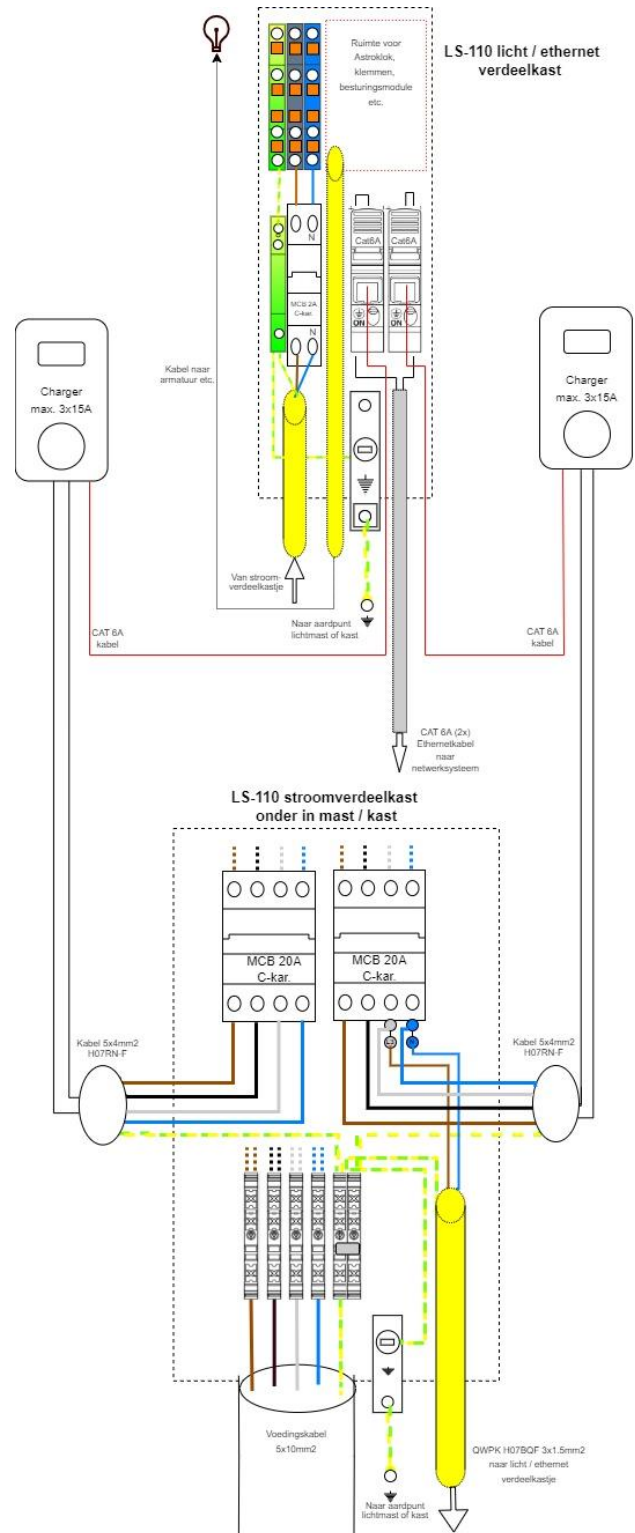 LS-110 licht / ethernet
verdeelkast
Ruimte voor
Astroklok,
klemmen,
besturingsmodule
etc.
N
MCB 2A
C-kar.
N
Cat6A
Cat6A
ON
ON
Kabel naar
armatuur etc.
Charger
max. 3x15A
Charger
max. 3x15A
Van stroom-
verdeelkastje
Naar aardpunt
lichtmast of kast
CAT 6A
kabel
CAT 6A
kabel
CAT 6A (2x)
Ethernetkabel
naar
netwerksysteem
LS-110 stroomverdeelkast
onder in mast / kast
MCB 20A
C-kar.
MCB 20A
C-kar.
Kabel 5x4mm2
H07RN-F
Kabel 5x4mm2
H07RN-F
L3
N
Voedingskabel
5x10mm2
QWPK H07BQF 3x1.5mm2
naar licht / ethernet
verdeelkastje
Naar aardpunt
lichtmast of kast